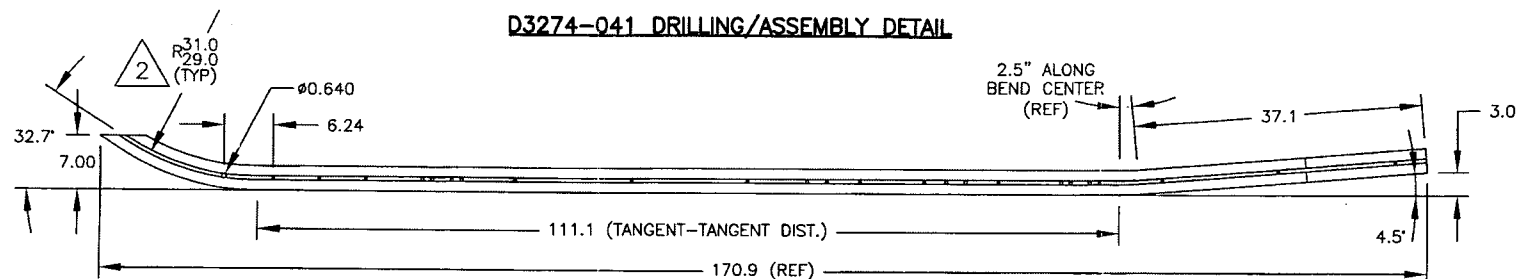 D3274-041 DRILLING/ASSEMBLY DETAIL
2
R31.0
29.0
(TYP)
ø0.640
2.5" ALONG
BEND CENTER
(REF)
32.7°
6.24
37.1
3.0
7.00
111.1 (TANGENT-TANGENT DIST.)
4.5°
170.9 (REF)